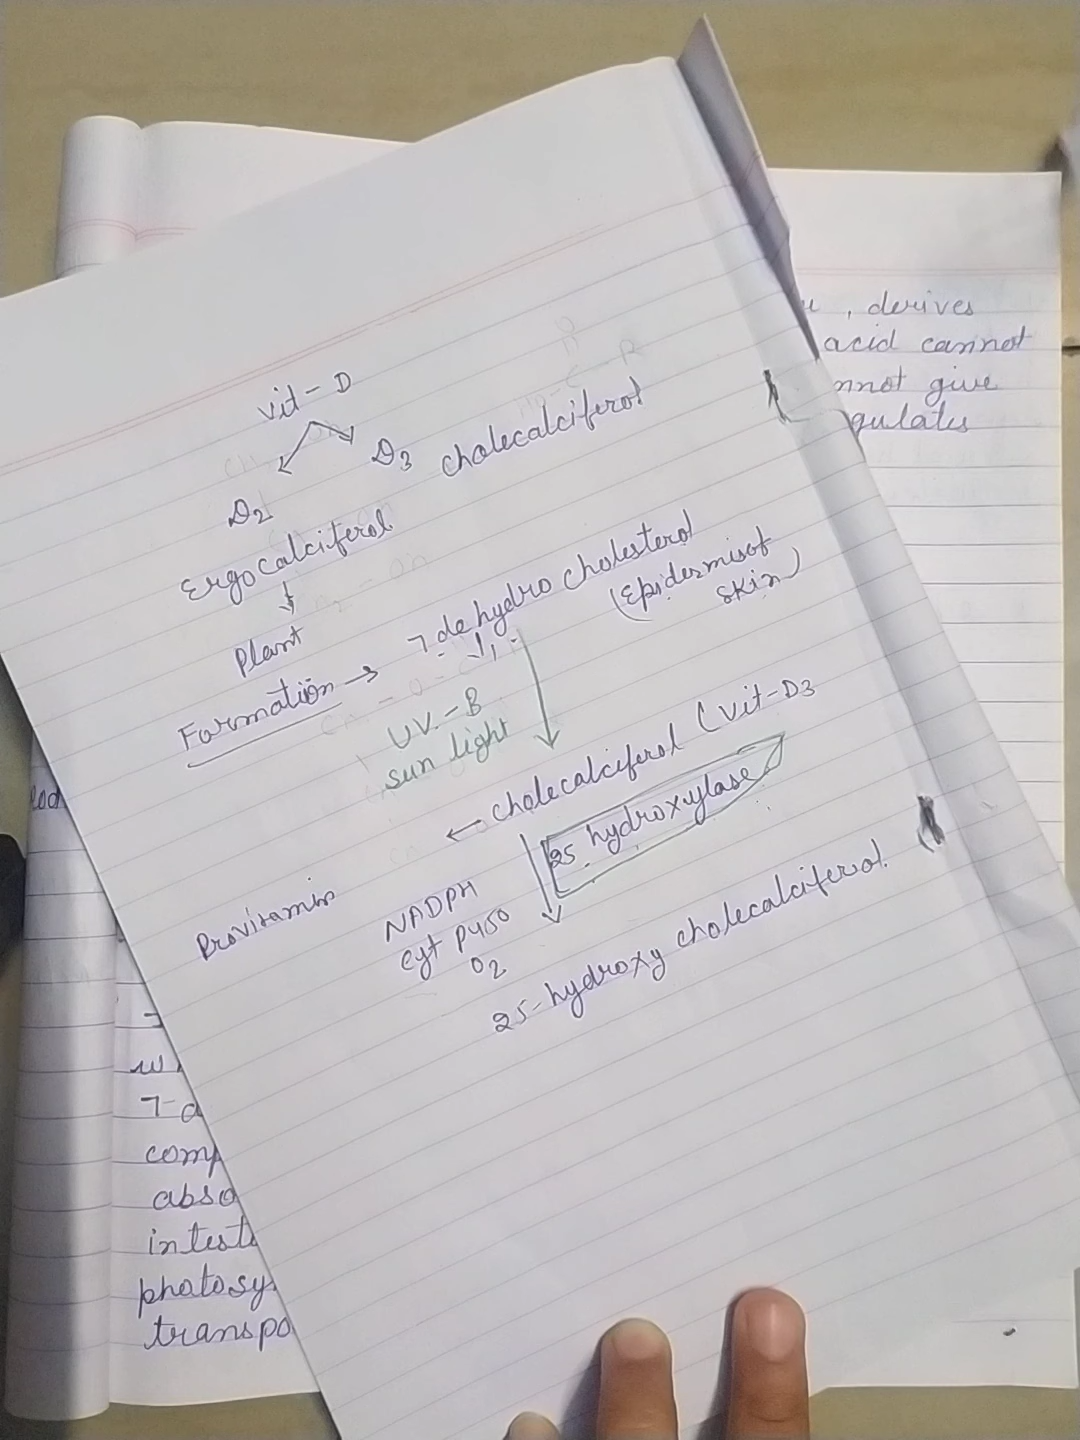 vit - D
D3 cholecalciferol
D2
Ergocalciferol
Plant
Formation → 7 dehydro cholesterol
(Epidermis of
skin)
UV - B
sun light
← cholecalciferol (vit-D3
25 hydroxylase
Provitamin
NADPH
cyt P450
O2
25-hydroxy cholecalciferol.
, derives
acid cannot
nnot give
gulates
7-d
comp
abso
intest
photosy
transpo